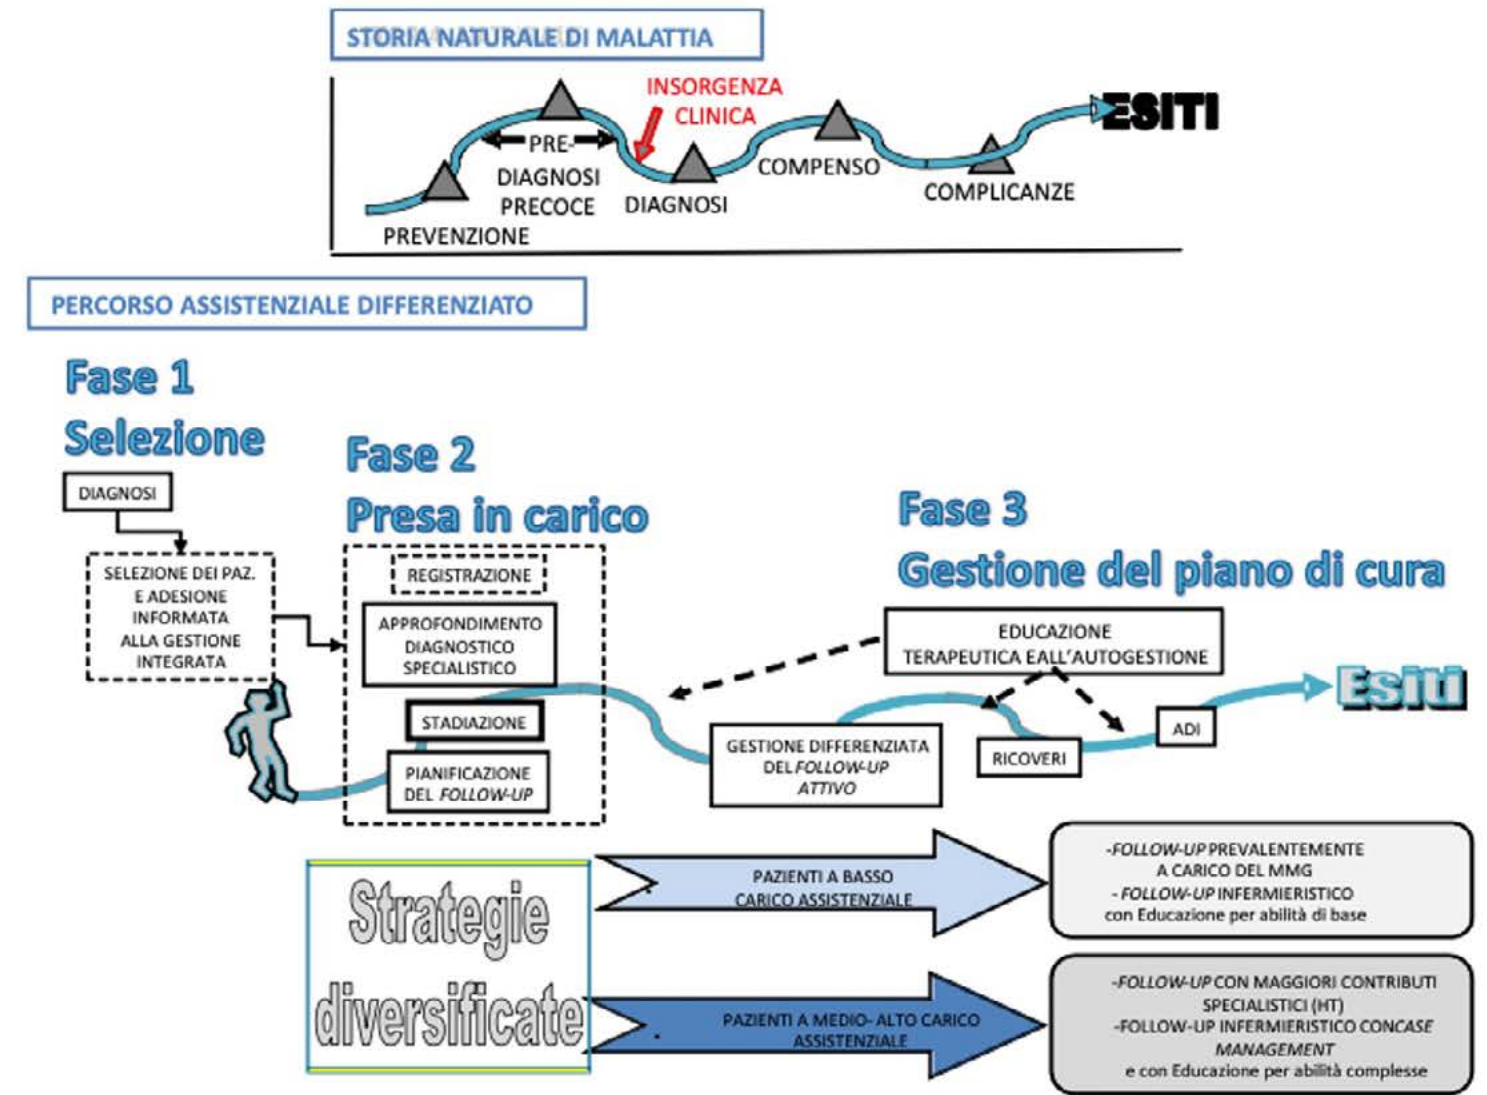 STORIA NATURALE DI MALATTIA
INSORGENZA
CLINICA
ESITI
PRE-
DIAGNOSI
PRECOCE
COMPENSO
DIAGNOSI
COMPLICANZE
PREVENZIONE
PERCORSO ASSISTENZIALE DIFFERENZIATO
Fase 1
Selezione
DIAGNOSI
SELEZIONE DEI PAZ.
E ADESIONE
INFORMATA
ALLA GESTIONE
INTEGRATA
Fase 2
Presa in carico
REGISTRAZIONE
APPROFONDIMENTO
DIAGNOSTICO
SPECIALISTICO
STADIAZIONE
PIANIFICAZIONE
DEL FOLLOW-UP
Fase 3
Gestione del piano di cura
EDUCAZIONE
TERAPEUTICA EALL'AUTOGESTIONE
GESTIONE DIFFERENZIATA
DELFOLLOW-UP
ATTIVO
RICOVERI
ADI
Esiti
Strategie
diversificate
PAZIENTI A BASSO
CARICO ASSISTENZIALE
-FOLLOW-UP PREVALENTEMENTE
A CARICO DEL MMG
- FOLLOW-UP INFERMIERISTICO
con Educazione per abilità di base
PAZIENTI A MEDIO- ALTO CARICO
ASSISTENZIALE
-FOLLOW-UP CON MAGGIORI CONTRIBUTI
SPECIALISTICI (HT)
-FOLLOW-UP INFERMIERISTICO CONCASE
MANAGEMENT
e con Educazione per abilità complesse